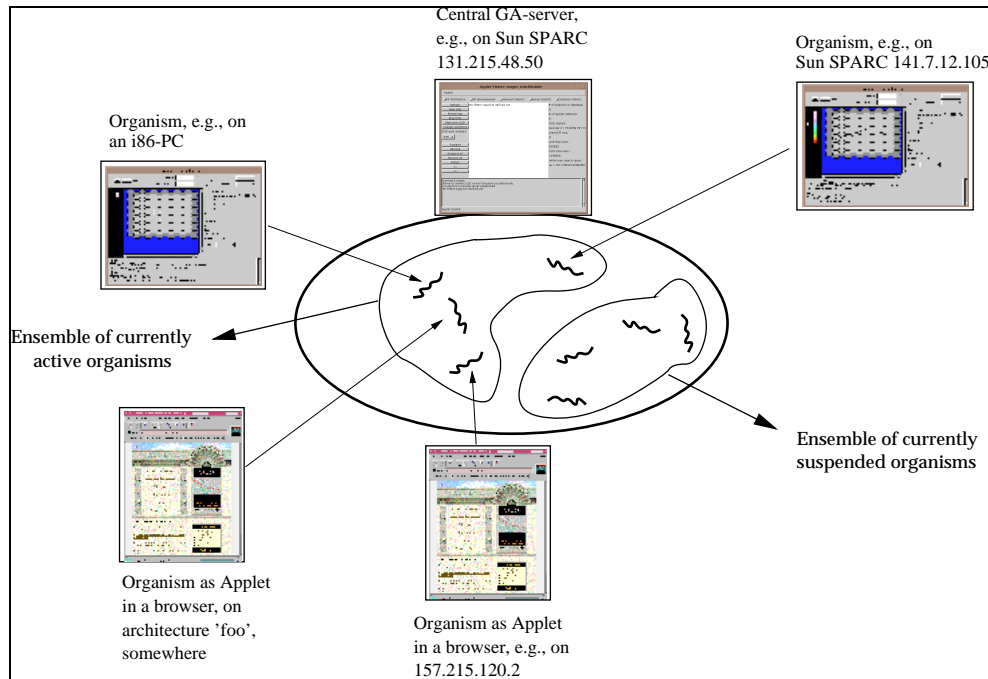 Central GA-server,
e.g., on Sun SPARC
131.215.48.50
Organism, e.g., on
Sun SPARC 141.7.12.105
Organism, e.g., on
an i86-PC
Ensemble of currently
active organisms
Ensemble of currently
suspended organisms
Organism as Applet
in a browser, on
architecture 'foo',
somewhere
Organism as Applet
in a browser, e.g., on
157.215.120.2